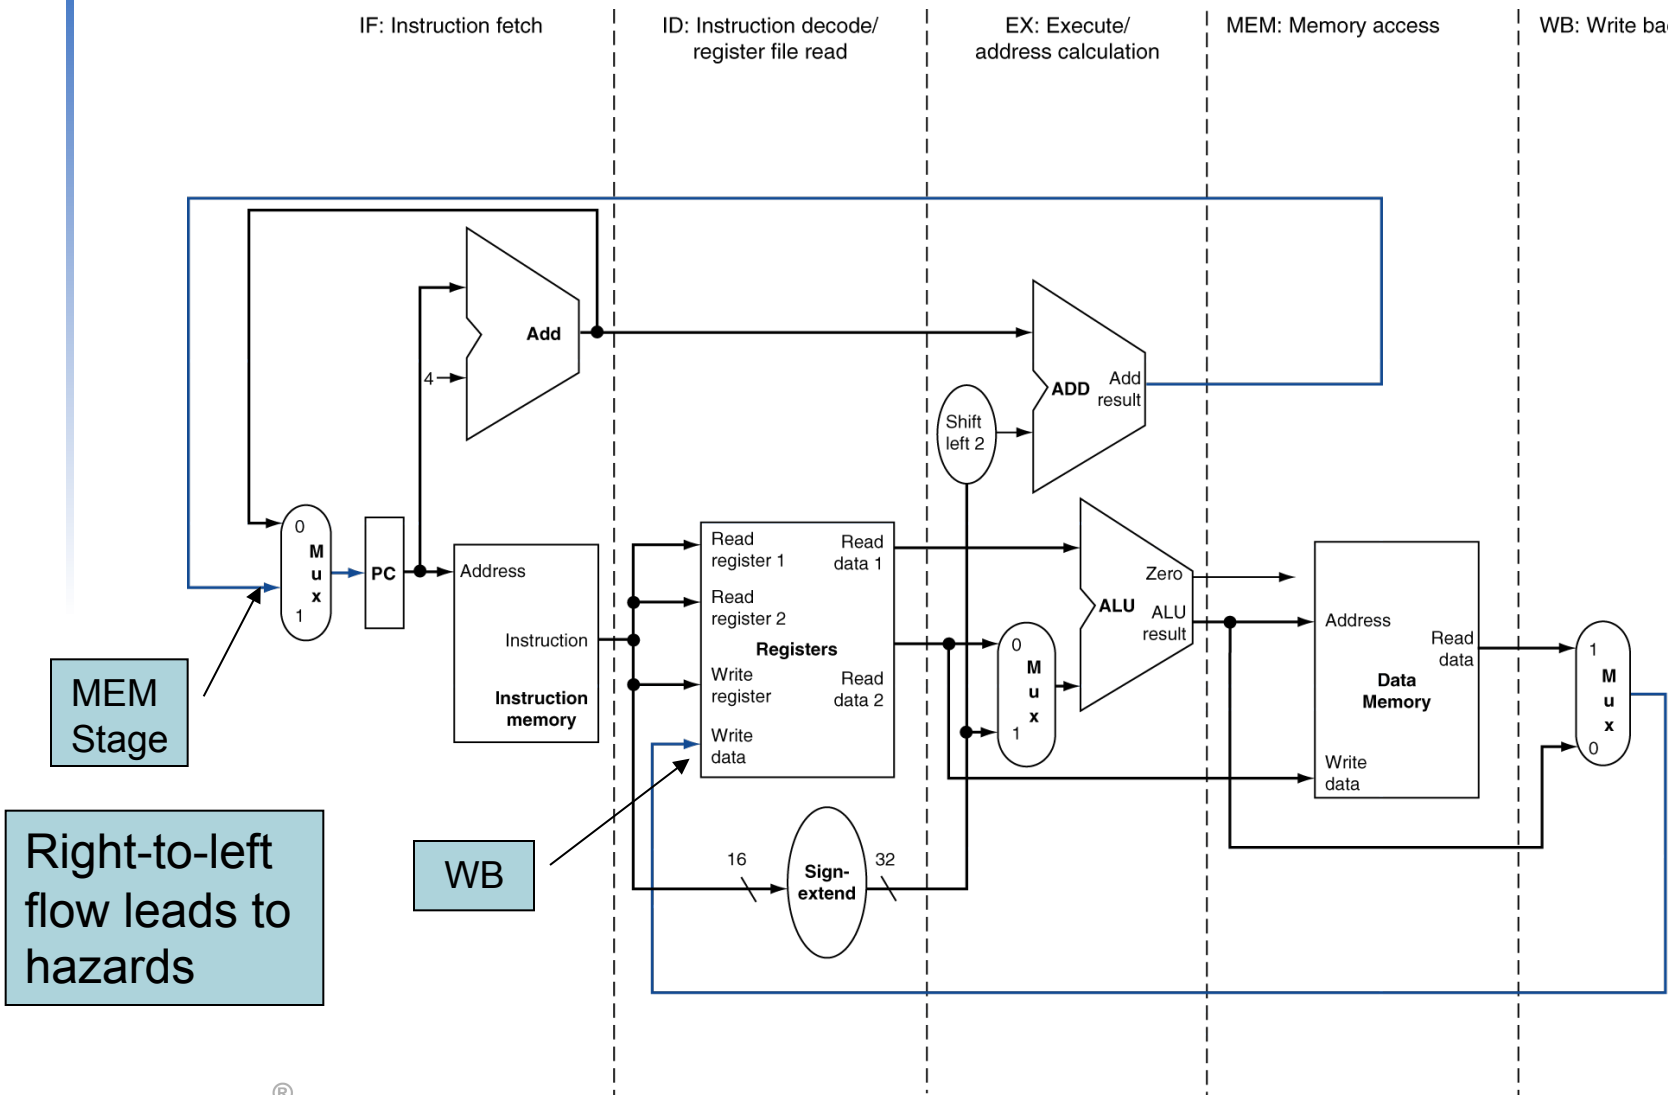 IF: Instruction fetch
ID: Instruction decode/
register file read
EX: Execute/
address calculation
MEM: Memory access
WB: Write ba
Add
4
ADD
Add
result
Shift
left 2
0
M
u
x
1
PC
Address
Instruction
Instruction
memory
Read
register 1
Read
data 1
Read
register 2
Registers
Write
register
Read
data 2
Write
data
0
M
u
x
1
Zero
ALU
ALU
result
Address
Read
data
Data
Memory
Write
data
1
M
u
x
0
MEM
Stage
WB
16
Sign-
extend
32
Right-to-left
flow leads to
hazards
®